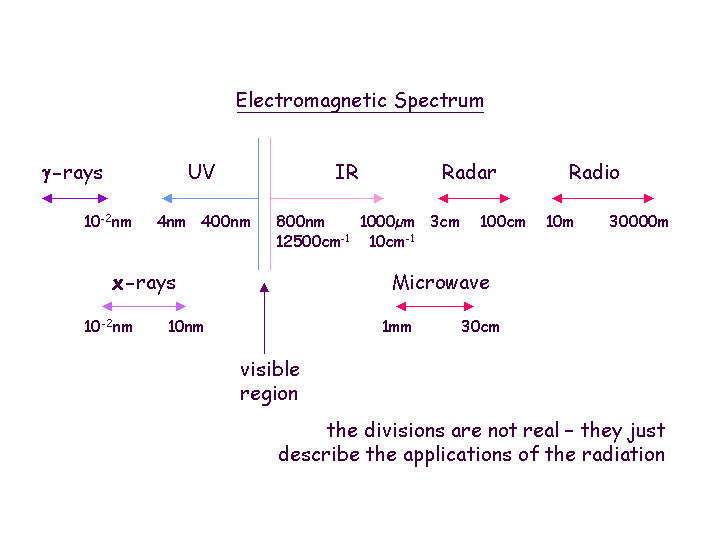 Electromagnetic Spectrum
γ-rays UV IR Radar Radio
10⁻²nm 4nm 400nm 800nm 1000μm 3cm 100cm 10m 30000m
12500cm⁻¹ 10cm⁻¹
x-rays Microwave
10⁻²nm 10nm 1mm 30cm
visible
region
the divisions are not real – they just
describe the applications of the radiation